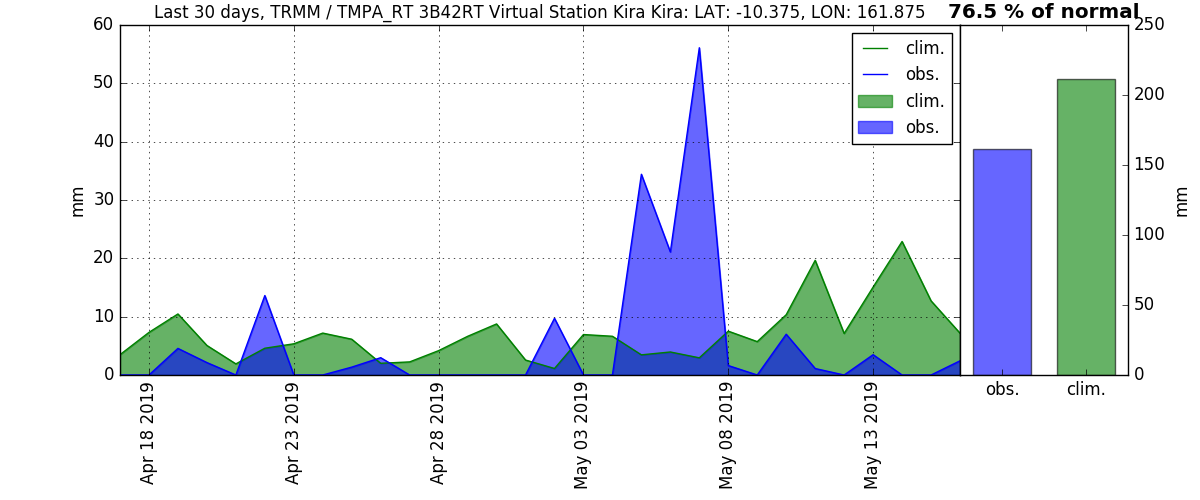 Last 30 days, TRMM / TMPA_RT 3B42RT Virtual Station Kira Kira: LAT: -10.375, LON: 161.875
76.5 % of normal
60
50
40
30
20
10
0
mm
clim.
obs.
clim.
obs.
Apr 18 2019
Apr 23 2019
Apr 28 2019
May 03 2019
May 08 2019
May 13 2019
250
200
150
100
50
0
mm
obs.
clim.